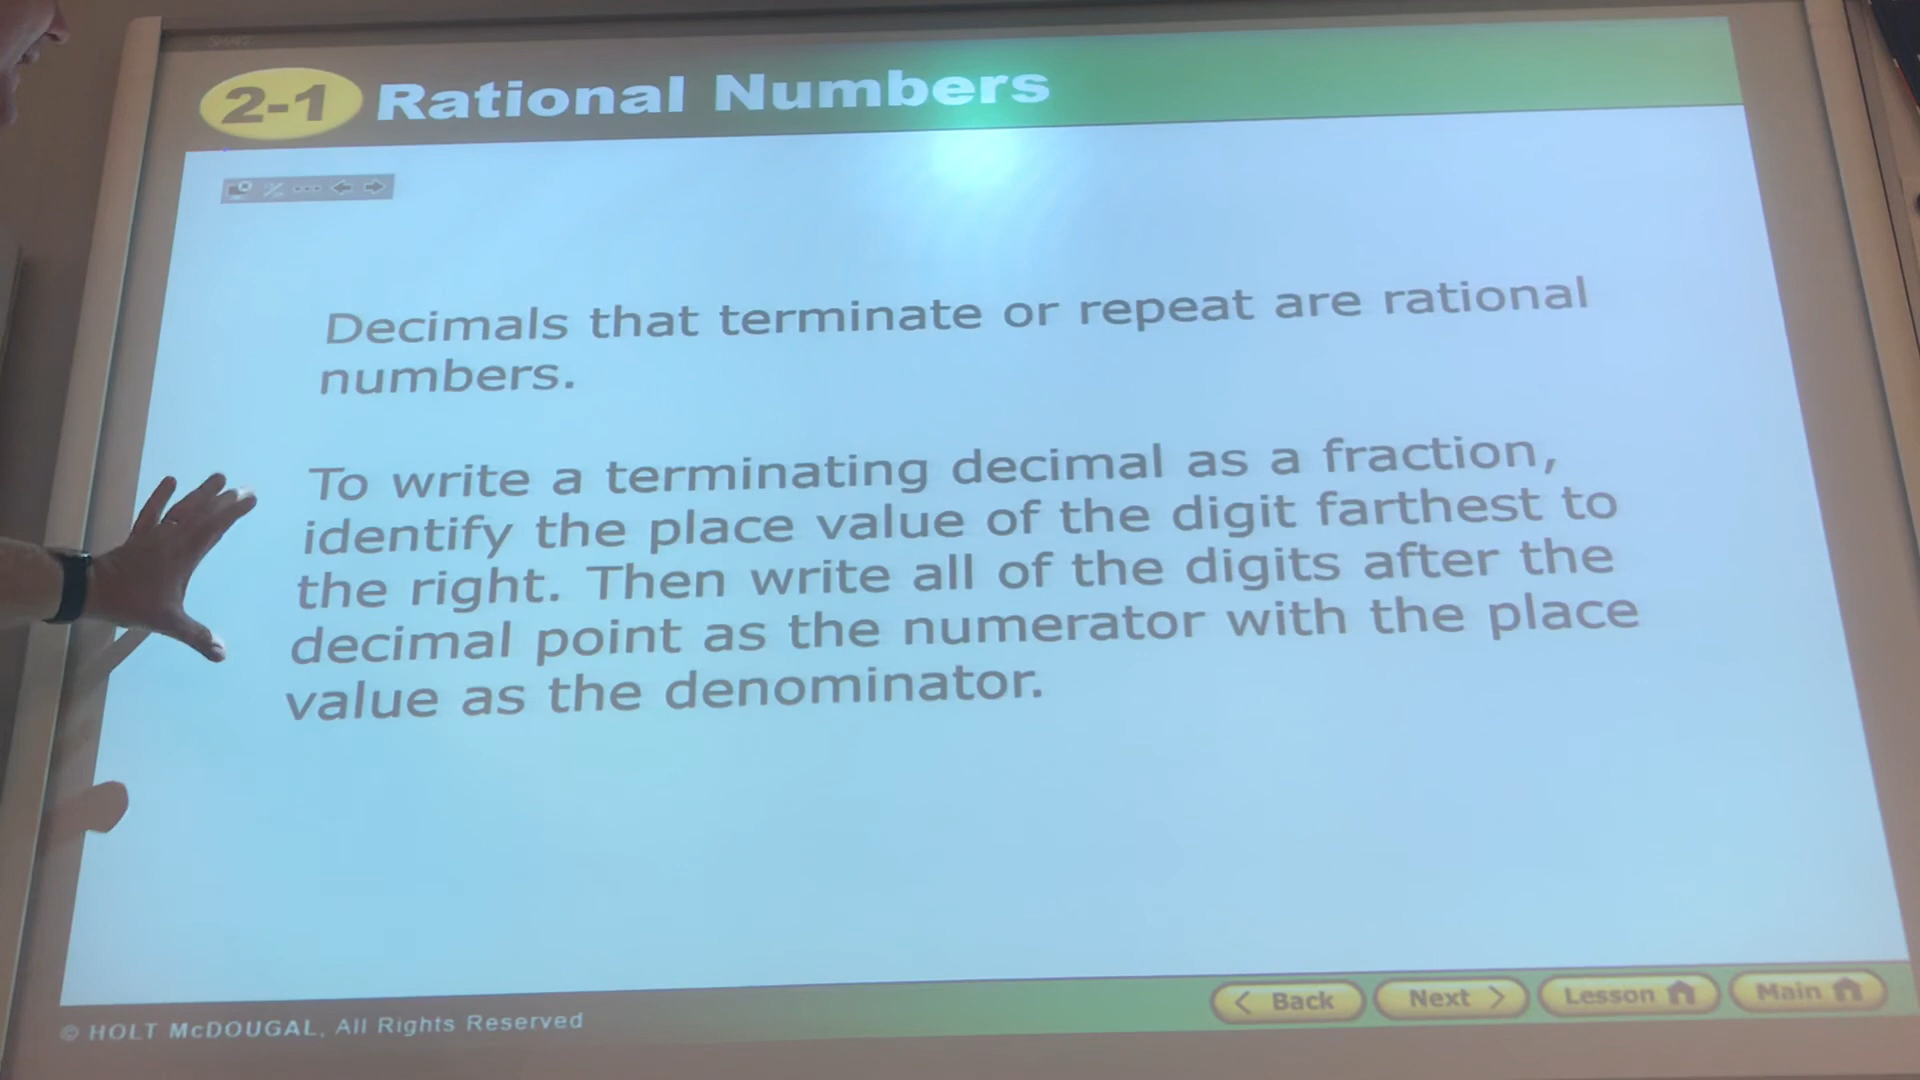 2-1 Rational Numbers
Decimals that terminate or repeat are rational
numbers.
To write a terminating decimal as a fraction,
identify the place value of the digit farthest to
the right. Then write all of the digits after the
decimal point as the numerator with the place
value as the denominator.
< Back Next > Lesson Main
© HOLT McDOUGAL, All Rights Reserved